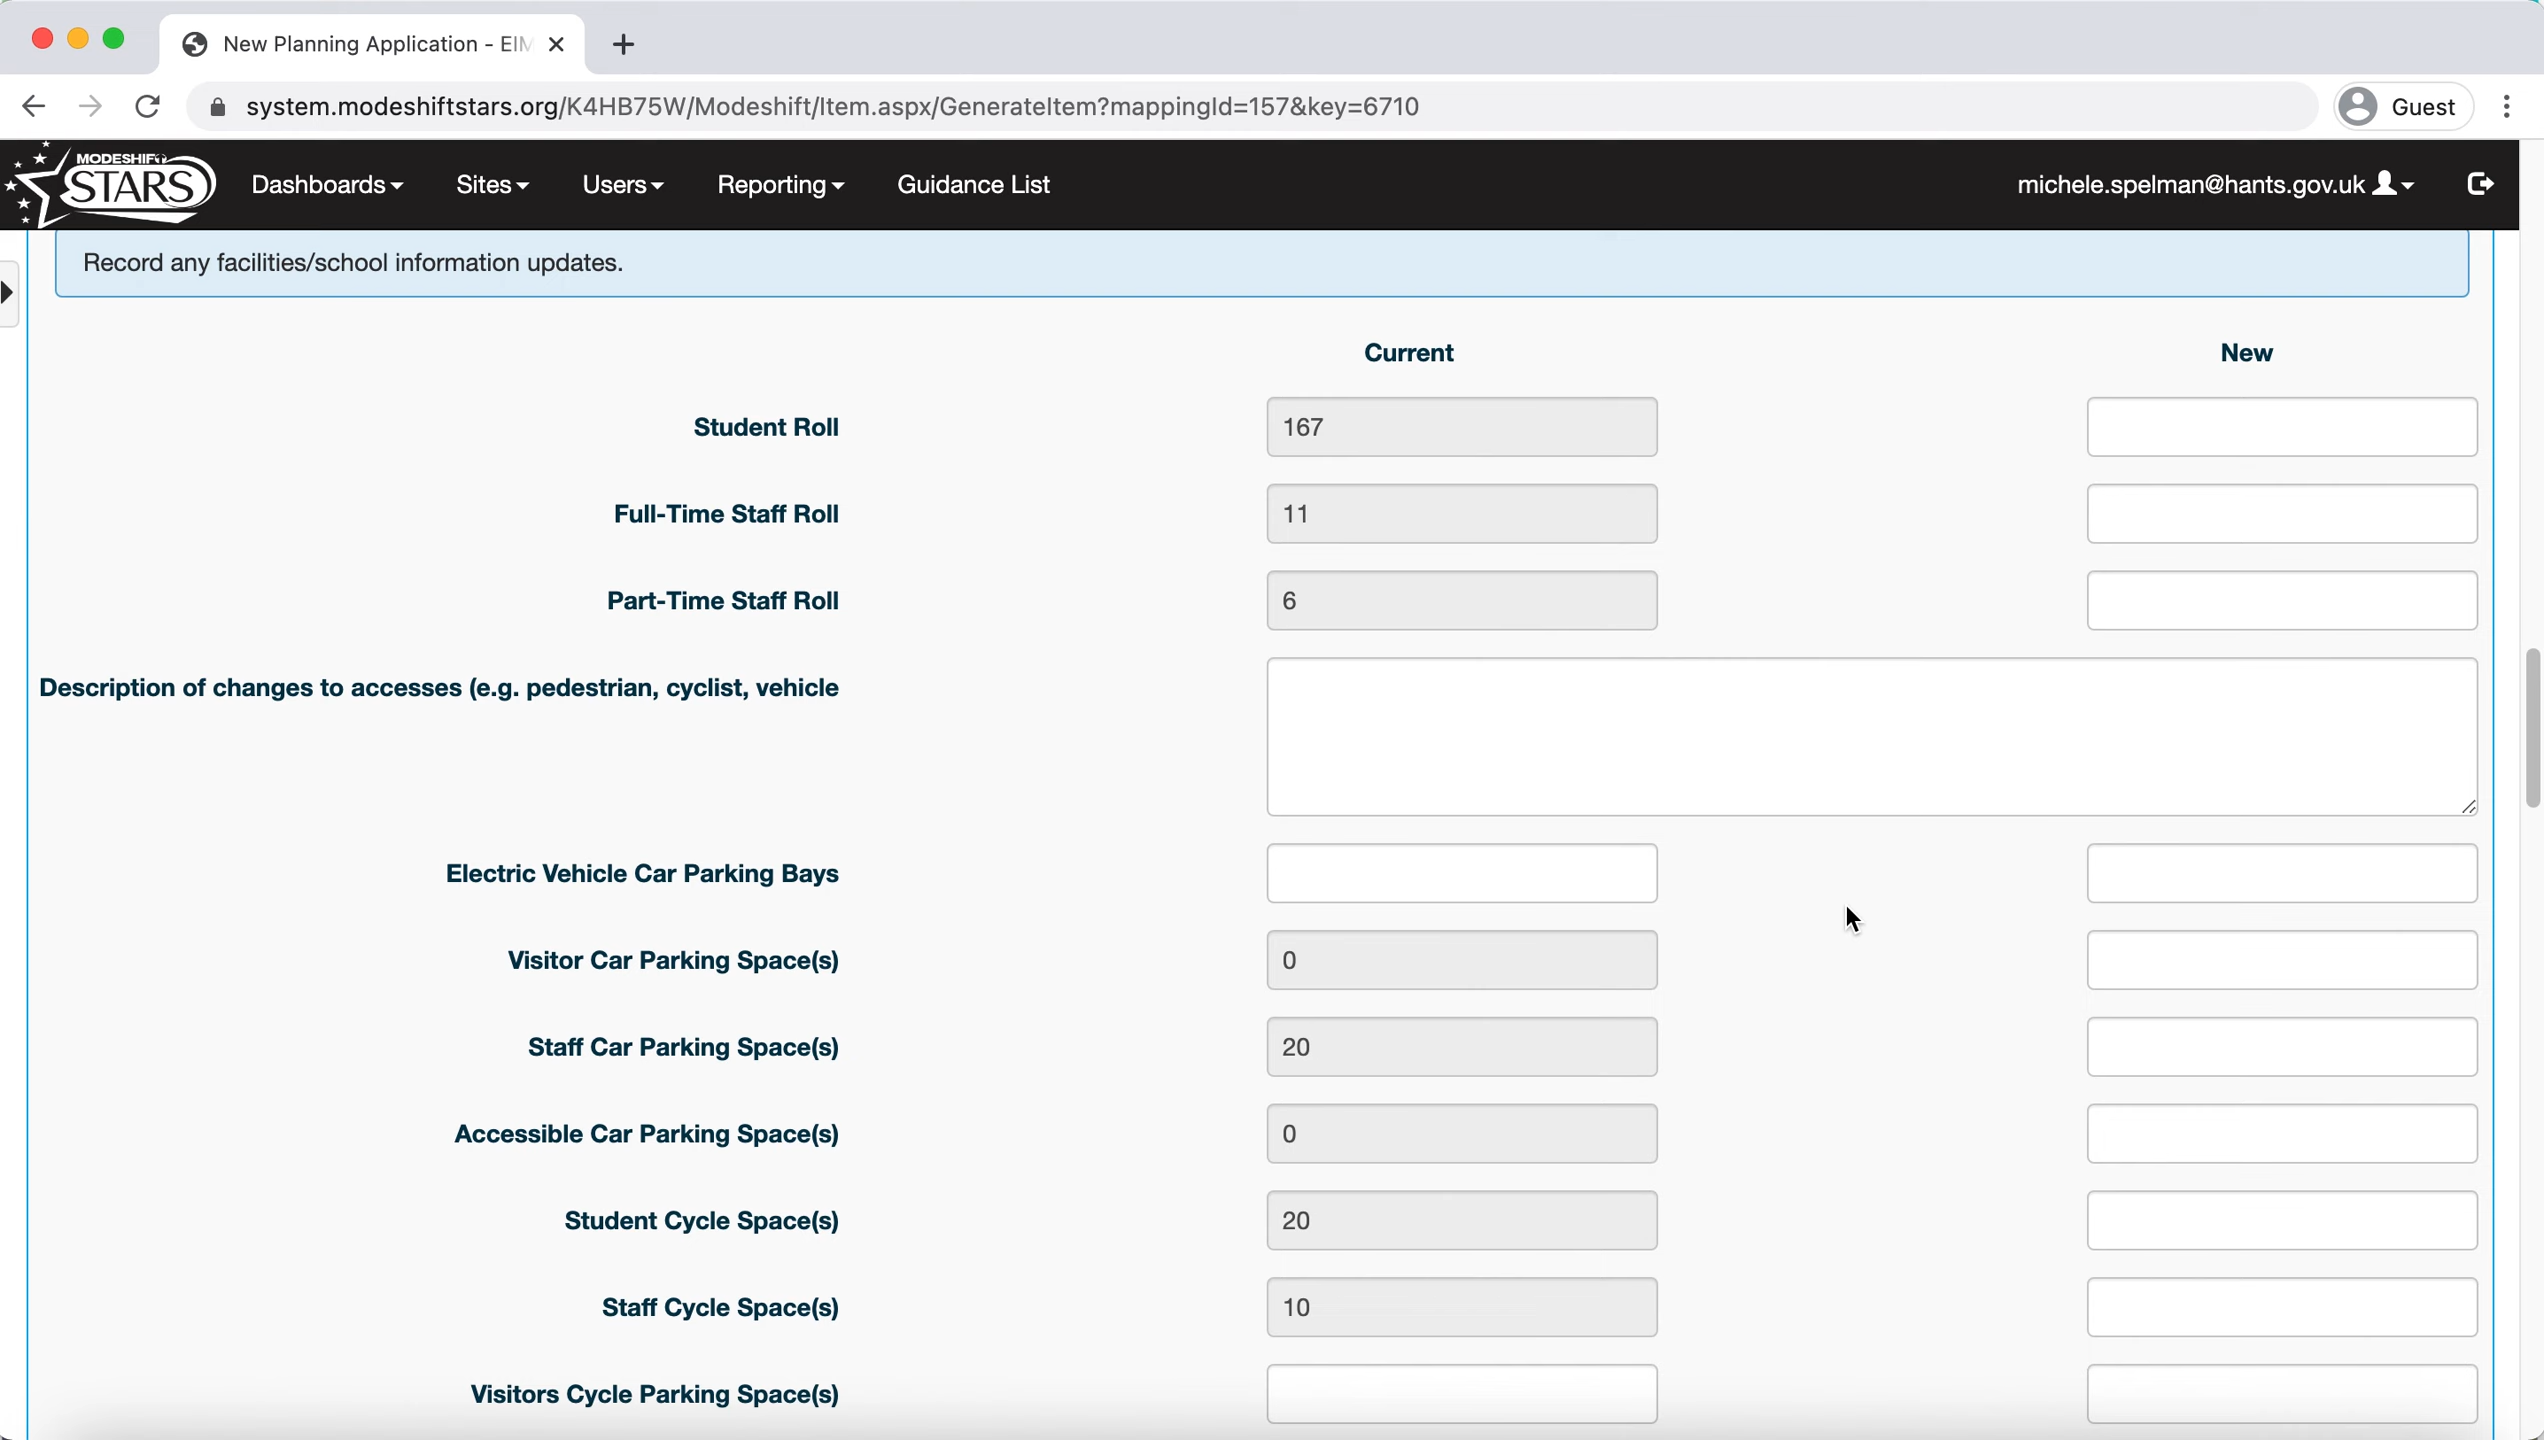 New Planning Application - EIM
system.modeshiftstars.org/K4HB75W/Modeshift/Item.aspx/GenerateItem?mappingId=157&key=6710
Guest
MODESHIFT
STARS
Dashboards
Sites
Users
Reporting
Guidance List
michele.spelman@hants.gov.uk
Record any facilities/school information updates.
Current
New
Student Roll
167
Full-Time Staff Roll
11
Part-Time Staff Roll
6
Description of changes to accesses (e.g. pedestrian, cyclist, vehicle
Electric Vehicle Car Parking Bays
Visitor Car Parking Space(s)
0
Staff Car Parking Space(s)
20
Accessible Car Parking Space(s)
0
Student Cycle Space(s)
20
Staff Cycle Space(s)
10
Visitors Cycle Parking Space(s)